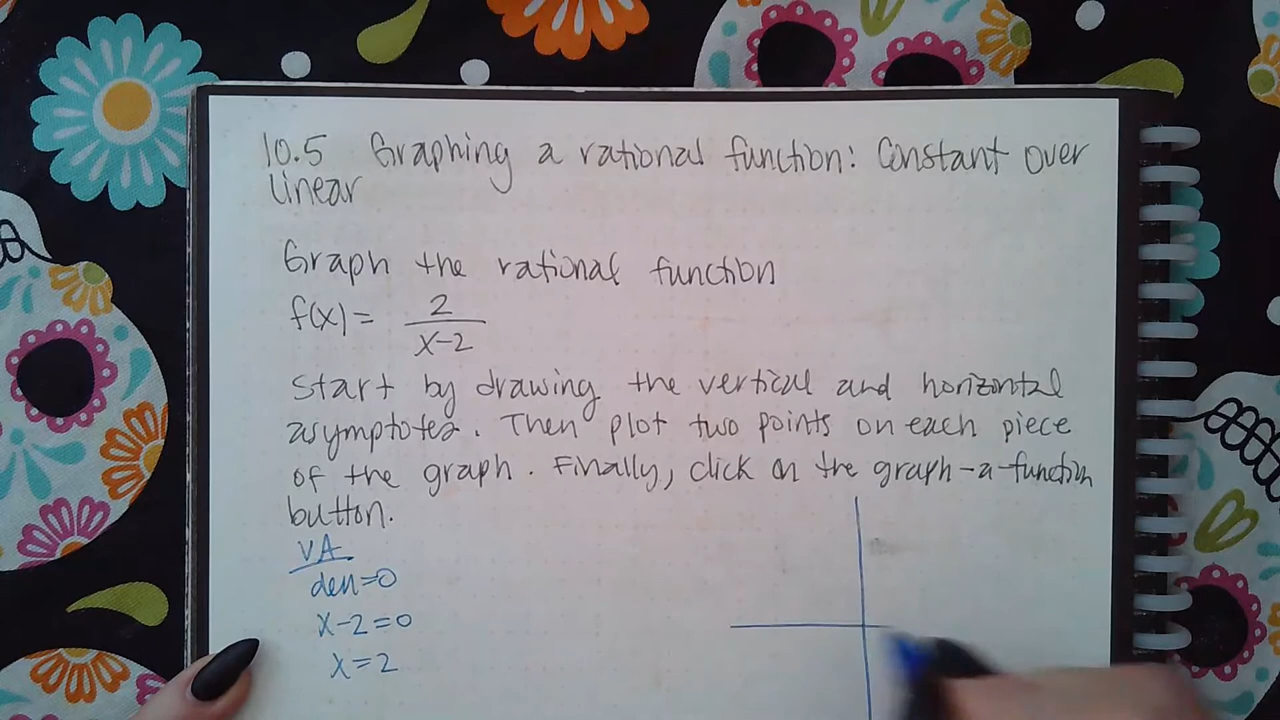 10.5 Graphing a rational function: Constant over
linear
Graph the rational function
f(x) = 2/(x-2)
Start by drawing the vertical and horizontal
asymptotes. Then plot two points on each piece
of the graph. Finally, click on the graph-a-function
button.
VA
den=0
x-2=0
x=2